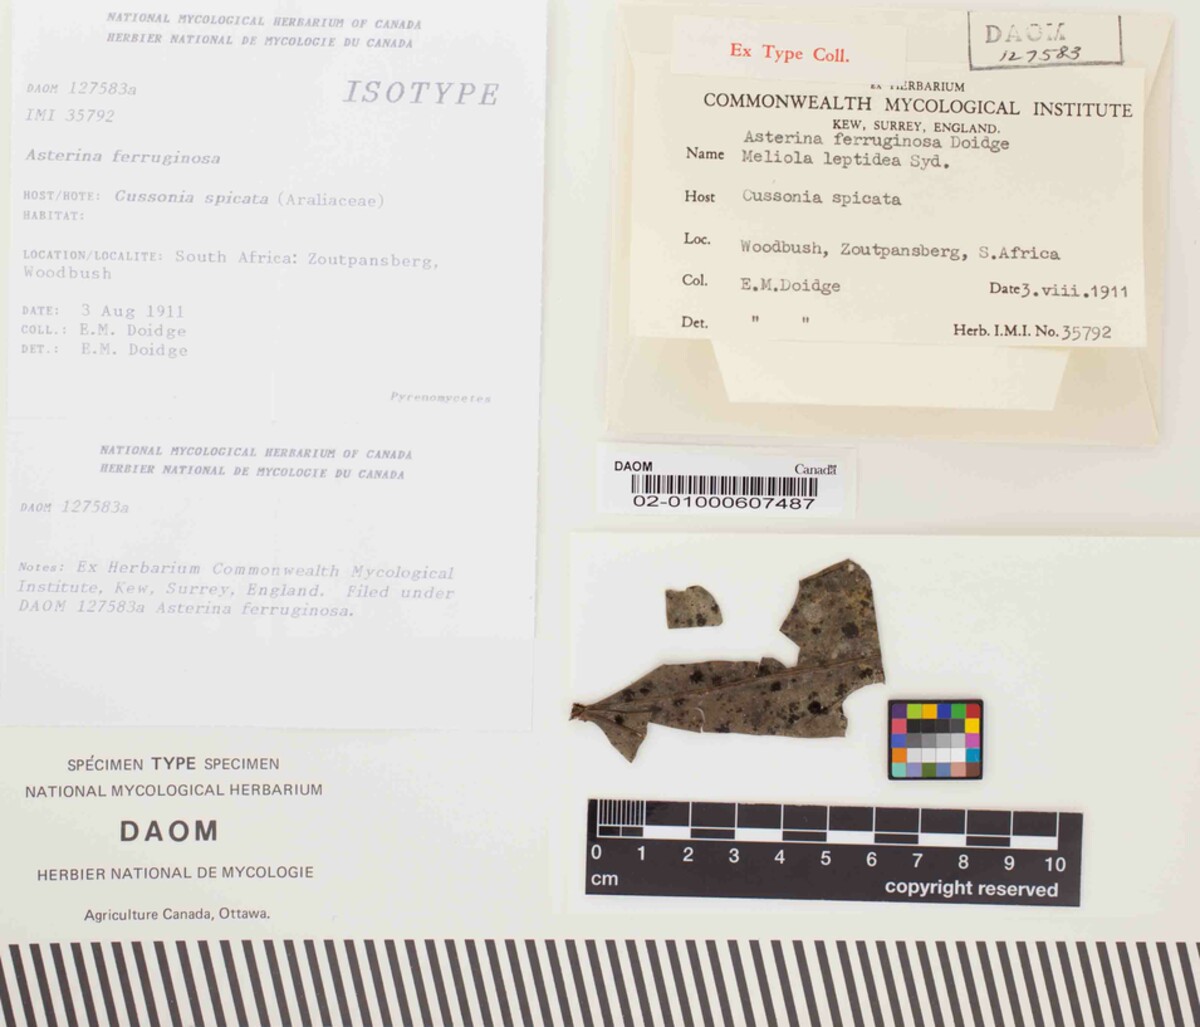 NATIONAL MYCOLOGICAL HERBARIUM OF CANADA
HERBIER NATIONAL DE MYCOLOGIE DU CANADA
DAOM 127583a
ISOTYPE
IMI 35792
Asterina ferruginosa
HOST/HOTE: Cussonia spicata (Araliaceae)
HABITAT:
LOCATION/LOCALITE: South Africa: Zoutpansberg,
Woodbush
DATE: 3 Aug 1911
COLL.: E.M. Doidge
DET.: E.M. Doidge
Pyrenomycetes
NATIONAL MYCOLOGICAL HERBARIUM OF CANADA
HERBIER NATIONAL DE MYCOLOGIE DU CANADA
DAOM 127583a
Notes: Ex Herbarium Commonwealth Mycological
Institute, Kew, Surrey, England. Filed under
DAOM 127583a Asterina ferruginosa.
SPÉCIMEN TYPE SPECIMEN
NATIONAL MYCOLOGICAL HERBARIUM
DAOM
HERBIER NATIONAL DE MYCOLOGIE
Agriculture Canada, Ottawa.
Ex Type Coll.
DAOM
127583
EX HERBARIUM
COMMONWEALTH MYCOLOGICAL INSTITUTE
KEW, SURREY, ENGLAND.
Asterina ferruginosa Doidge
Name Meliola leptidea Syd.
Host Cussonia spicata
Loc. Woodbush, Zoutpansberg, S.Africa
Col. E.M.Doidge Date 3.viii.1911
Det. " " Herb. I.M.I. No. 35792
DAOM Canada
02-01000607487
0 1 2 3 4 5 6 7 8 9 10
cm
copyright reserved